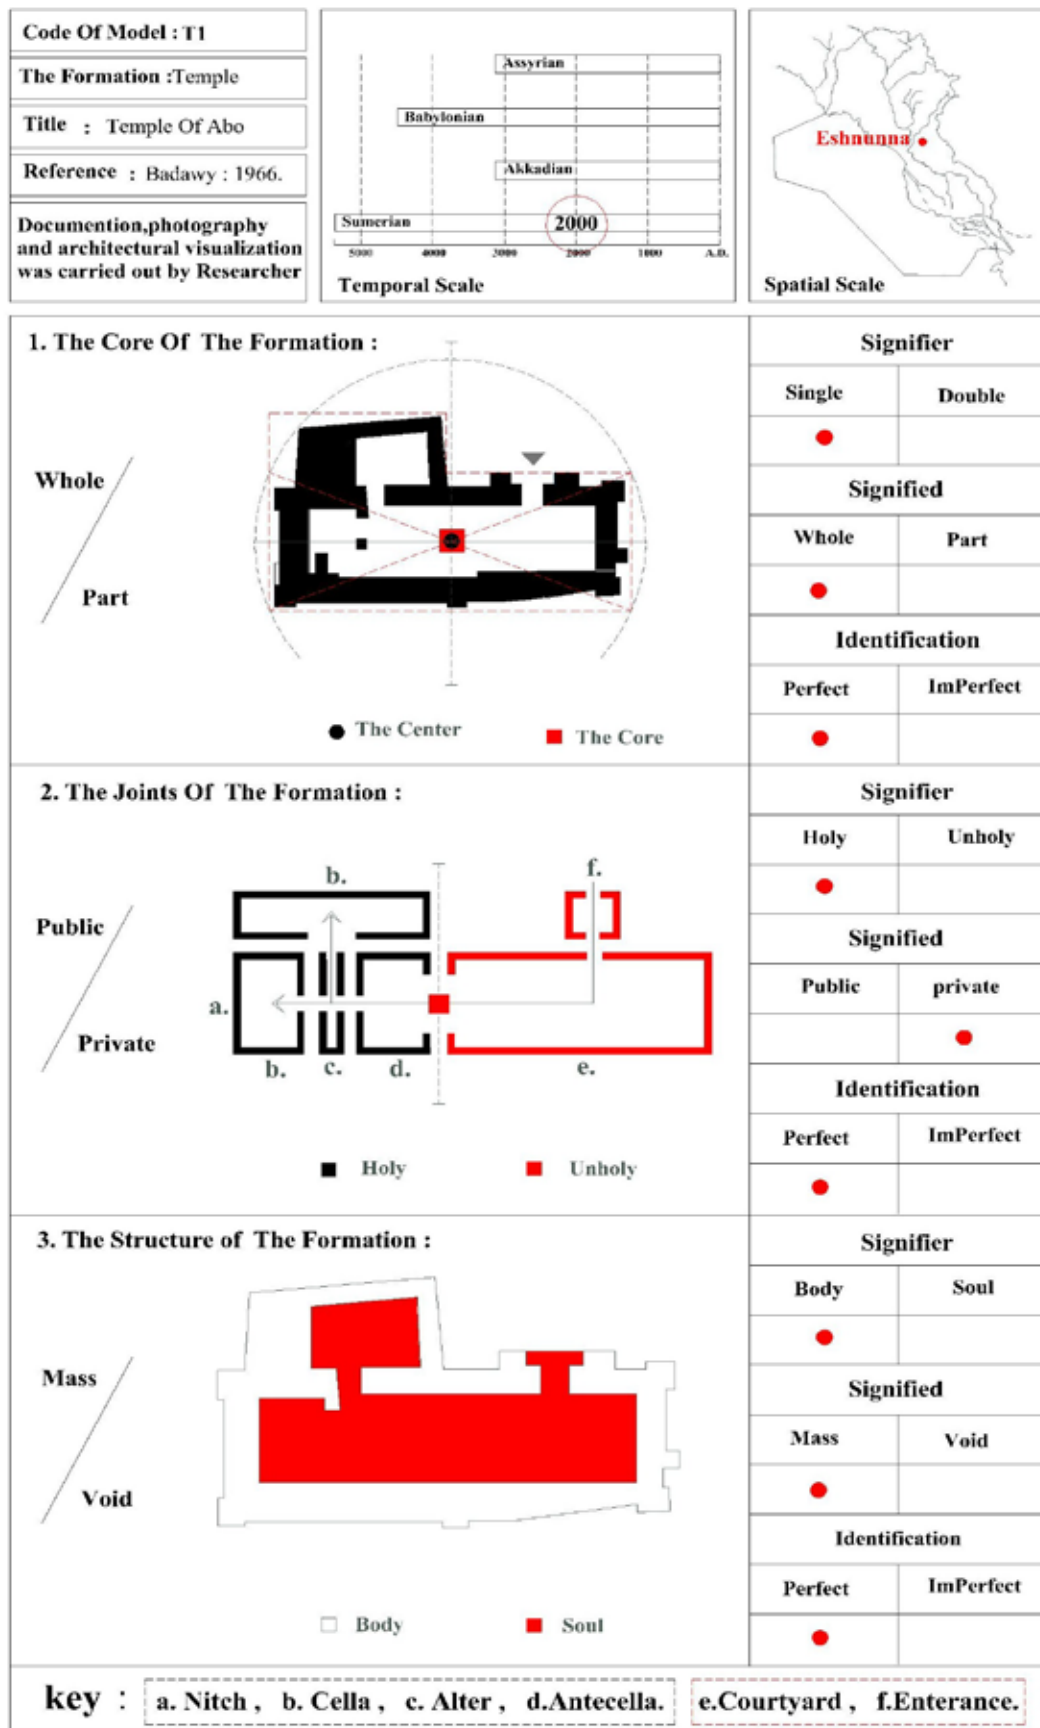 Code Of Model : T1
The Formation :Temple
Title : Temple Of Abo
Reference : Badawy : 1966.
Documention,photography
and architectural visualization
was carried out by Researcher
Assyrian
Babylonian
Akkadian
Sumerian
2000
5000 4000 3000 2000 1000 A.D.
Temporal Scale
Eshnunna
Spatial Scale
1. The Core Of The Formation :
Whole
Part
The Center
The Core
Signifier
Single Double
Signified
Whole Part
Identification
Perfect ImPerfect
2. The Joints Of The Formation :
Public
Private
b.
f.
a.
b. c. d. e.
Holy
Unholy
Signifier
Holy Unholy
Signified
Public private
Identification
Perfect ImPerfect
3. The Structure of The Formation :
Mass
Void
Body
Soul
Signifier
Body Soul
Signified
Mass Void
Identification
Perfect ImPerfect
key : a. Nitch , b. Cella , c. Alter , d.Antecella. e.Courtyard , f.Enterance.